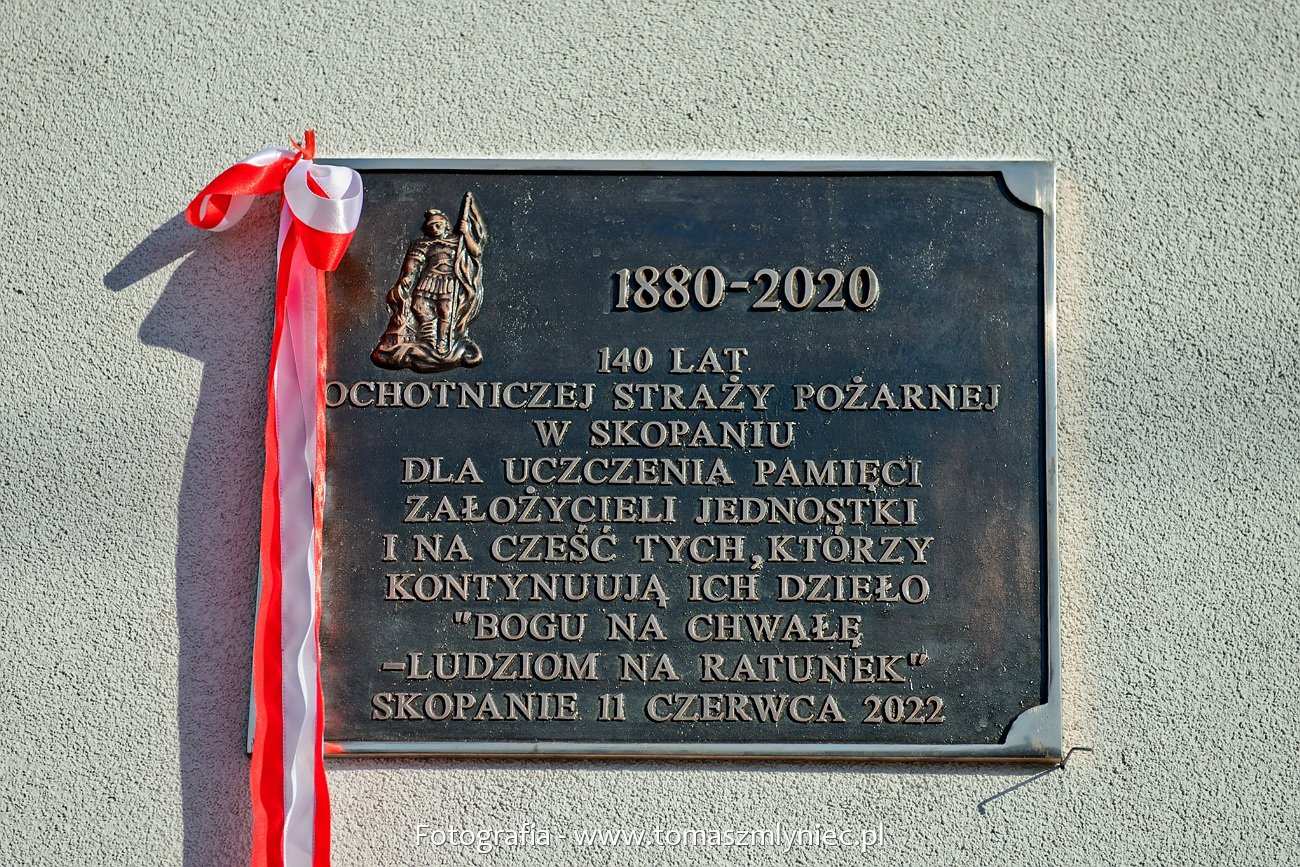 1880-2020
140 LAT
OCHOTNICZEJ STRAŻY POŻARNEJ
W SKOPANIU
DLA UCZCZENIA PAMIĘCI
ZAŁOŻYCIELI JEDNOSTKI
I NA CZEŚĆ TYCH, KTÓRZY
KONTYNUUJĄ ICH DZIEŁO
"BOGU NA CHWAŁĘ
-LUDZIOM NA RATUNEK"
SKOPANIE 11 CZERWCA 2022
Fotografia - www.tomaszmlyniec.pl